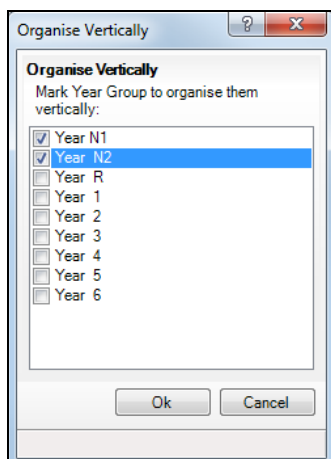 Organise Vertically
Organise Vertically
Mark Year Group to organise them
vertically:
Year N1
Year N2
Year R
Year 1
Year 2
Year 3
Year 4
Year 5
Year 6
Ok Cancel